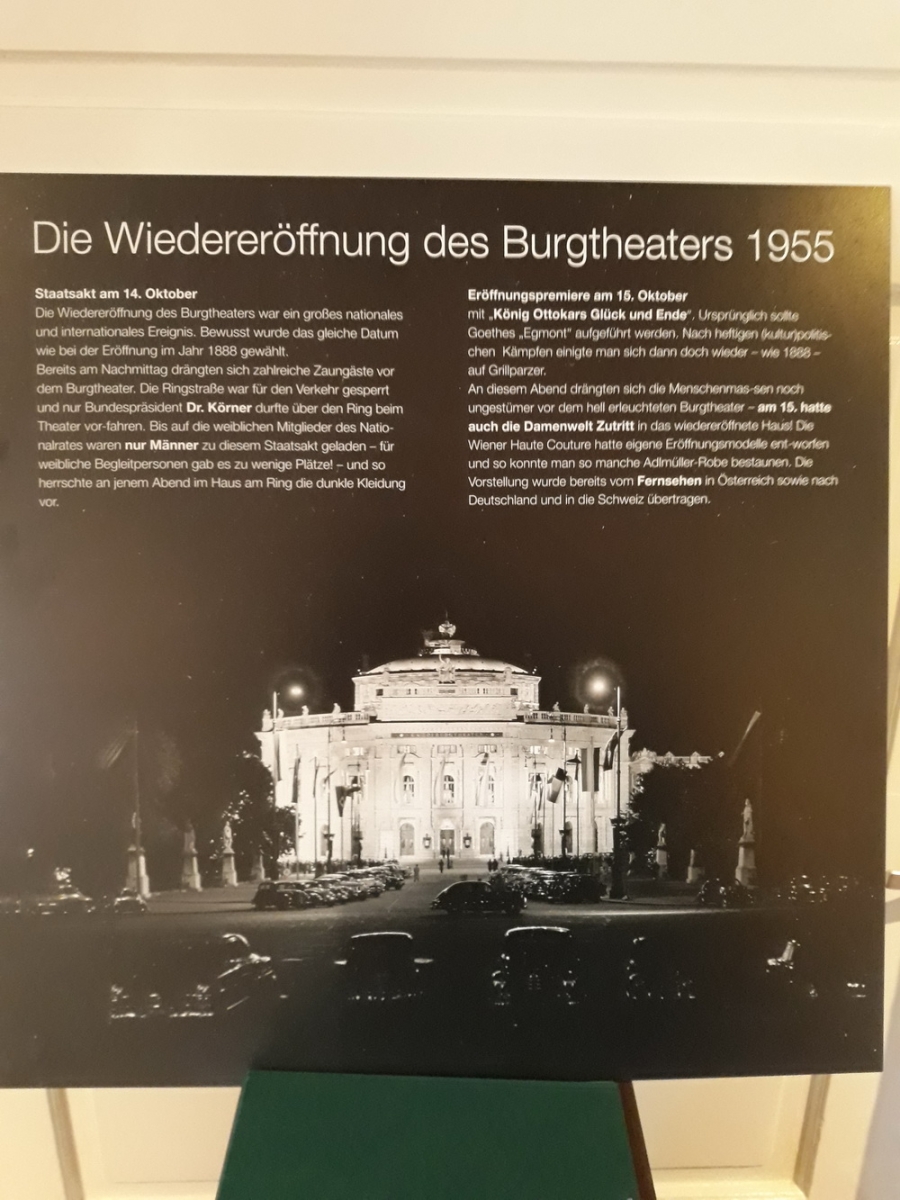 Die Wiedereröffnung des Burgtheaters 1955
Staatsakt am 14. Oktober
Die Wiedereröffnung des Burgtheaters war ein großes nationales
und internationales Ereignis. Bewusst wurde das gleiche Datum
wie bei der Eröffnung im Jahr 1888 gewählt.
Bereits am Nachmittag drängten sich zahlreiche Zaungäste vor
dem Burgtheater. Die Ringstraße war für den Verkehr gesperrt
und nur Bundespräsident Dr. Körner durfte über den Ring beim
Theater vor-fahren. Bis auf die weiblichen Mitglieder des Natio-
nalrates waren nur Männer zu diesem Staatsakt geladen – für
weibliche Begleitpersonen gab es zu wenige Plätze! – und so
herrschte an jenem Abend im Haus am Ring die dunkle Kleidung
vor.
Eröffnungspremiere am 15. Oktober
mit „König Ottokars Glück und Ende“. Ursprünglich sollte
Goethes „Egmont“ aufgeführt werden. Nach heftigen (kultur)politis-
chen Kämpfen einigte man sich dann doch wieder – wie 1888 –
auf Grillparzer.
An diesem Abend drängten sich die Menschenmas-sen noch
ungestümer vor dem hell erleuchteten Burgtheater – am 15. hatte
auch die Damenwelt Zutritt in das wiedereröffnete Haus! Die
Wiener Haute Couture hatte eigene Eröffnungsmodelle ent-worfen
und so konnte man so manche Adlmüller-Robe bestaunen. Die
Vorstellung wurde bereits vom Fernsehen in Österreich sowie nach
Deutschland und in die Schweiz übertragen.